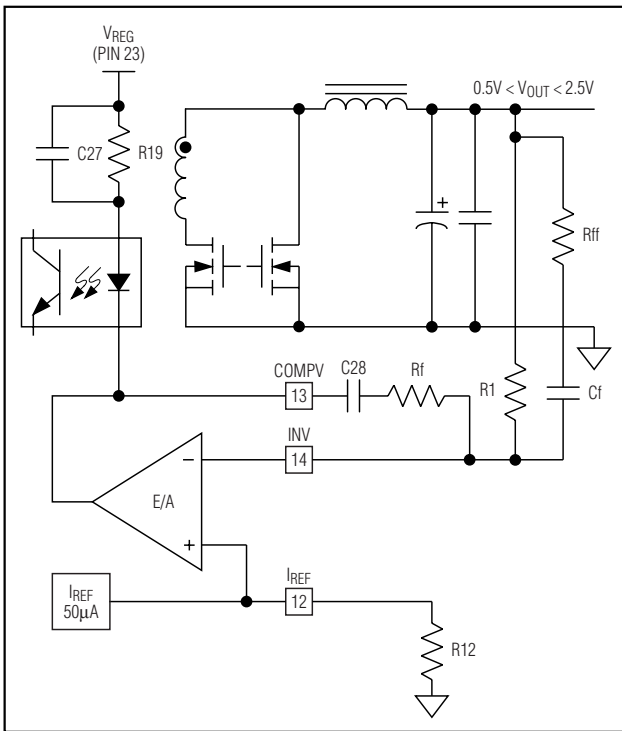 VREG
(PIN 23)
0.5V < VOUT < 2.5V
C27
R19
+
Rff
COMPV
C28
Rf
R1
Cf
13
INV
14
−
E/A
+
IREF
50µA
IREF
12
R12